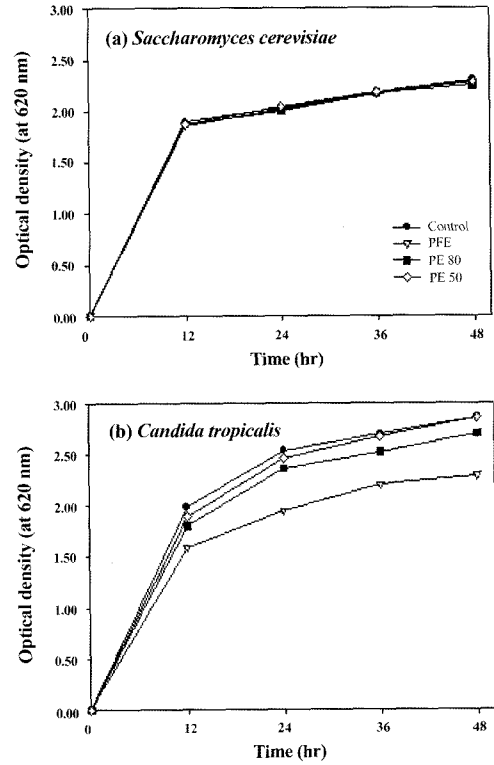 3.00
(a) Saccharomyces cerevisiae
2.50
2.00
1.50
1.00
0.50
0.00
Optical density (at 620 nm)
Control
PFE
PE 80
PE 50
0 12 24 36 48
Time (hr)
3.00
(b) Candida tropicalis
2.50
2.00
1.50
1.00
0.50
0.00
Optical density (at 620 nm)
0 12 24 36 48
Time (hr)